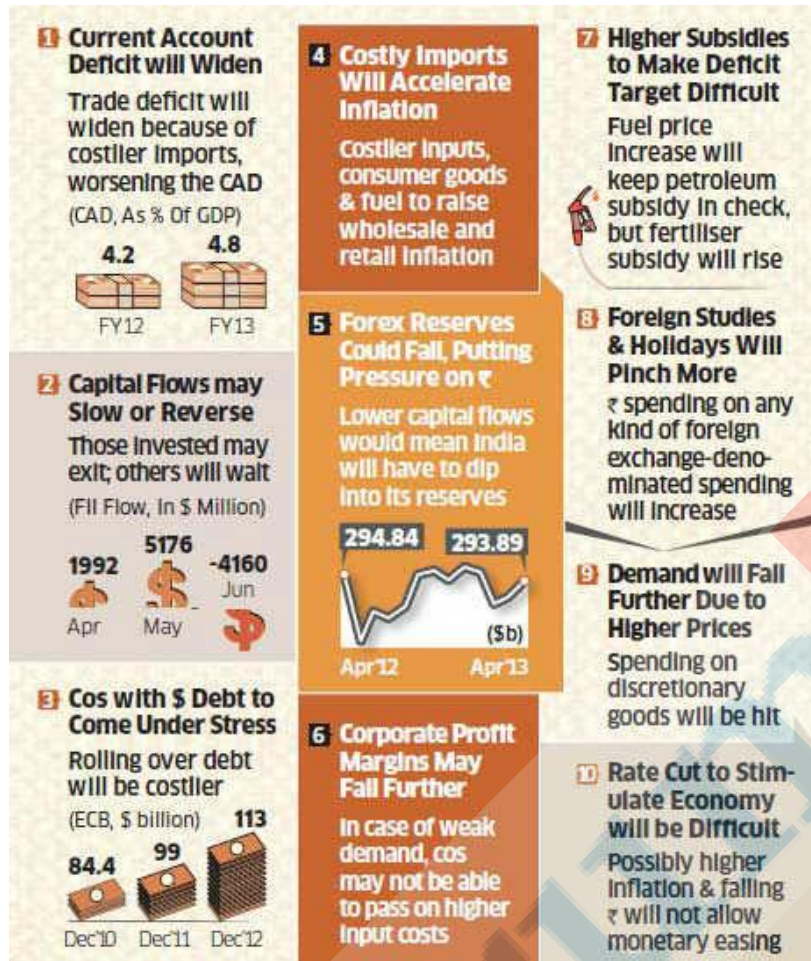 1 Current Account
Deficit will Widen
Trade deficit will
widen because of
costlier imports,
worsening the CAD
(CAD, As % Of GDP)
4.2 4.8
FY12 FY13
2 Capital Flows may
Slow or Reverse
Those invested may
exit; others will wait
(FII Flow, In $ Million)
1992 5176 -4160
Apr May Jun
3 Cos with $ Debt to
Come Under Stress
Rolling over debt
will be costlier
(ECB, $ billion) 113
84.4 99
Dec'10 Dec'11 Dec'12
4 Costly Imports
Will Accelerate
Inflation
Costlier inputs,
consumer goods
& fuel to raise
wholesale and
retail inflation
5 Forex Reserves
Could Fall, Putting
Pressure on ₹
Lower capital flows
would mean India
will have to dip
into its reserves
294.84 293.89
($b)
Apr'12 Apr'13
6 Corporate Profit
Margins May
Fall Further
In case of weak
demand, cos
may not be able
to pass on higher
input costs
7 Higher Subsidies
to Make Deficit
Target Difficult
Fuel price
increase will
keep petroleum
subsidy in check,
but fertiliser
subsidy will rise
8 Foreign Studies
& Holidays Will
Pinch More
₹ spending on any
kind of foreign
exchange-deno-
minated spending
will increase
9 Demand will Fall
Further Due to
Higher Prices
Spending on
discretionary
goods will be hit
10 Rate Cut to Stim-
ulate Economy
will be Difficult
Possibly higher
inflation & falling
₹ will not allow
monetary easing